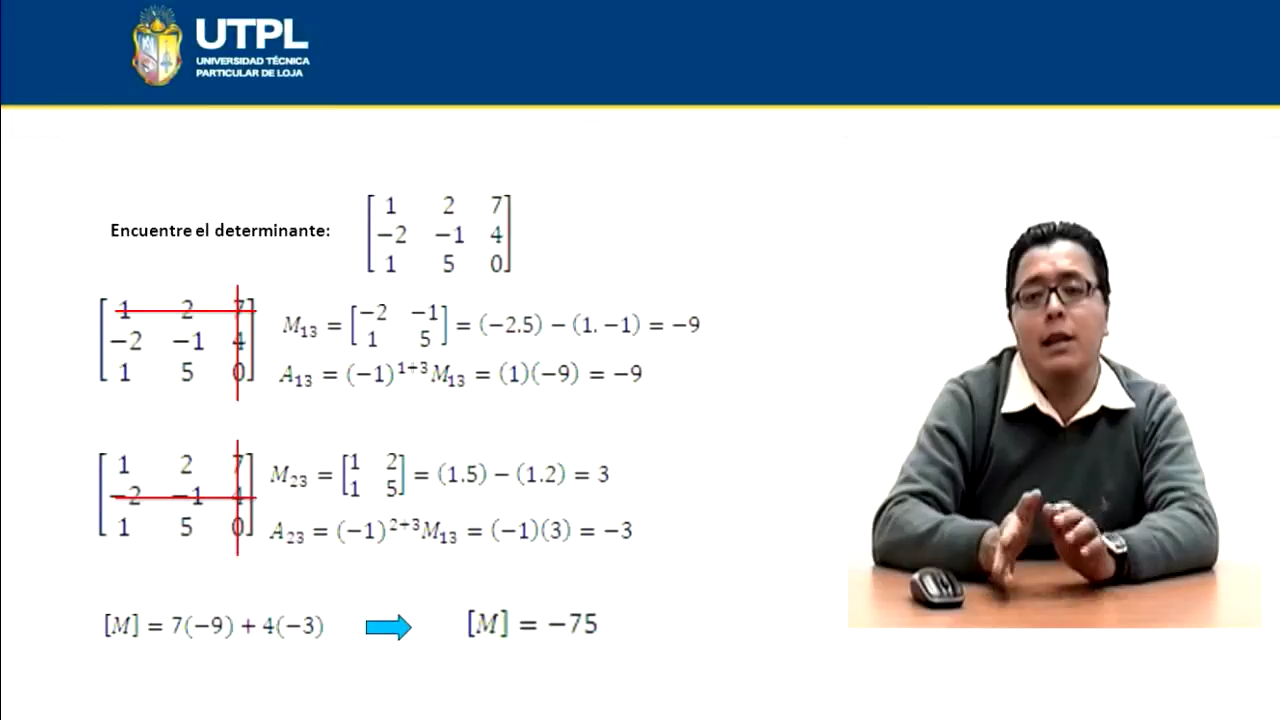 UTPL
UNIVERSIDAD TÉCNICA
PARTICULAR DE LOJA
Encuentre el determinante:
[1 2 7]
[−2 −1 4]
[1 5 0]
[1 2 7]
[−2 −1 4]
[1 5 0]
M₁₃ = [−2 −1; 1 5] = (−2.5) − (1. −1) = −9
A₁₃ = (−1)¹⁺³M₁₃ = (1)(−9) = −9
[1 2 7]
[−2 −1 4]
[1 5 0]
M₂₃ = [1 2; 1 5] = (1.5) − (1.2) = 3
A₂₃ = (−1)²⁺³M₁₃ = (−1)(3) = −3
[M] = 7(−9) + 4(−3)
[M] = −75